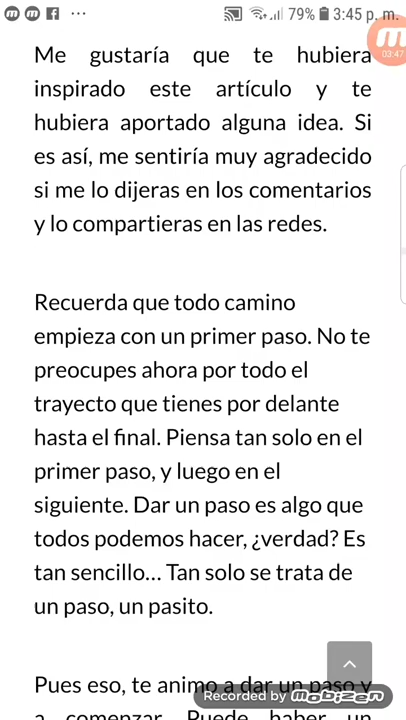 79% 3:45 p. m.
03:47
Me gustaría que te hubiera
inspirado este artículo y te
hubiera aportado alguna idea. Si
es así, me sentiría muy agradecido
si me lo dijeras en los comentarios
y lo compartieras en las redes.
Recuerda que todo camino
empieza con un primer paso. No te
preocupes ahora por todo el
trayecto que tienes por delante
hasta el final. Piensa tan solo en el
primer paso, y luego en el
siguiente. Dar un paso es algo que
todos podemos hacer, ¿verdad? Es
tan sencillo... Tan solo se trata de
un paso, un pasito.
Pues eso, te animo a dar un paso y
Recorded by mobizen
a comenzar. Puede haber un